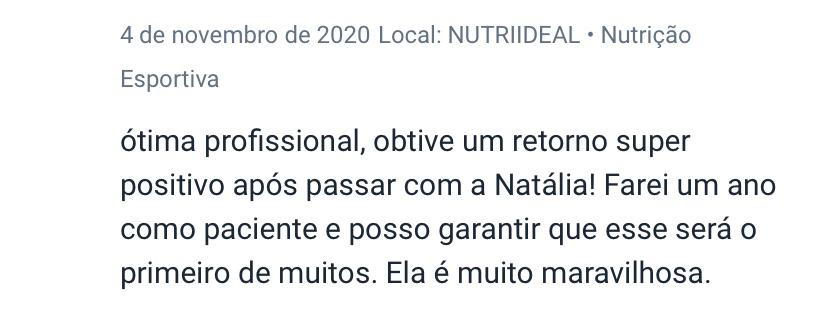 4 de novembro de 2020 Local: NUTRIIDEAL • Nutrição
Esportiva
ótima profissional, obtive um retorno super
positivo após passar com a Natália! Farei um ano
como paciente e posso garantir que esse será o
primeiro de muitos. Ela é muito maravilhosa.